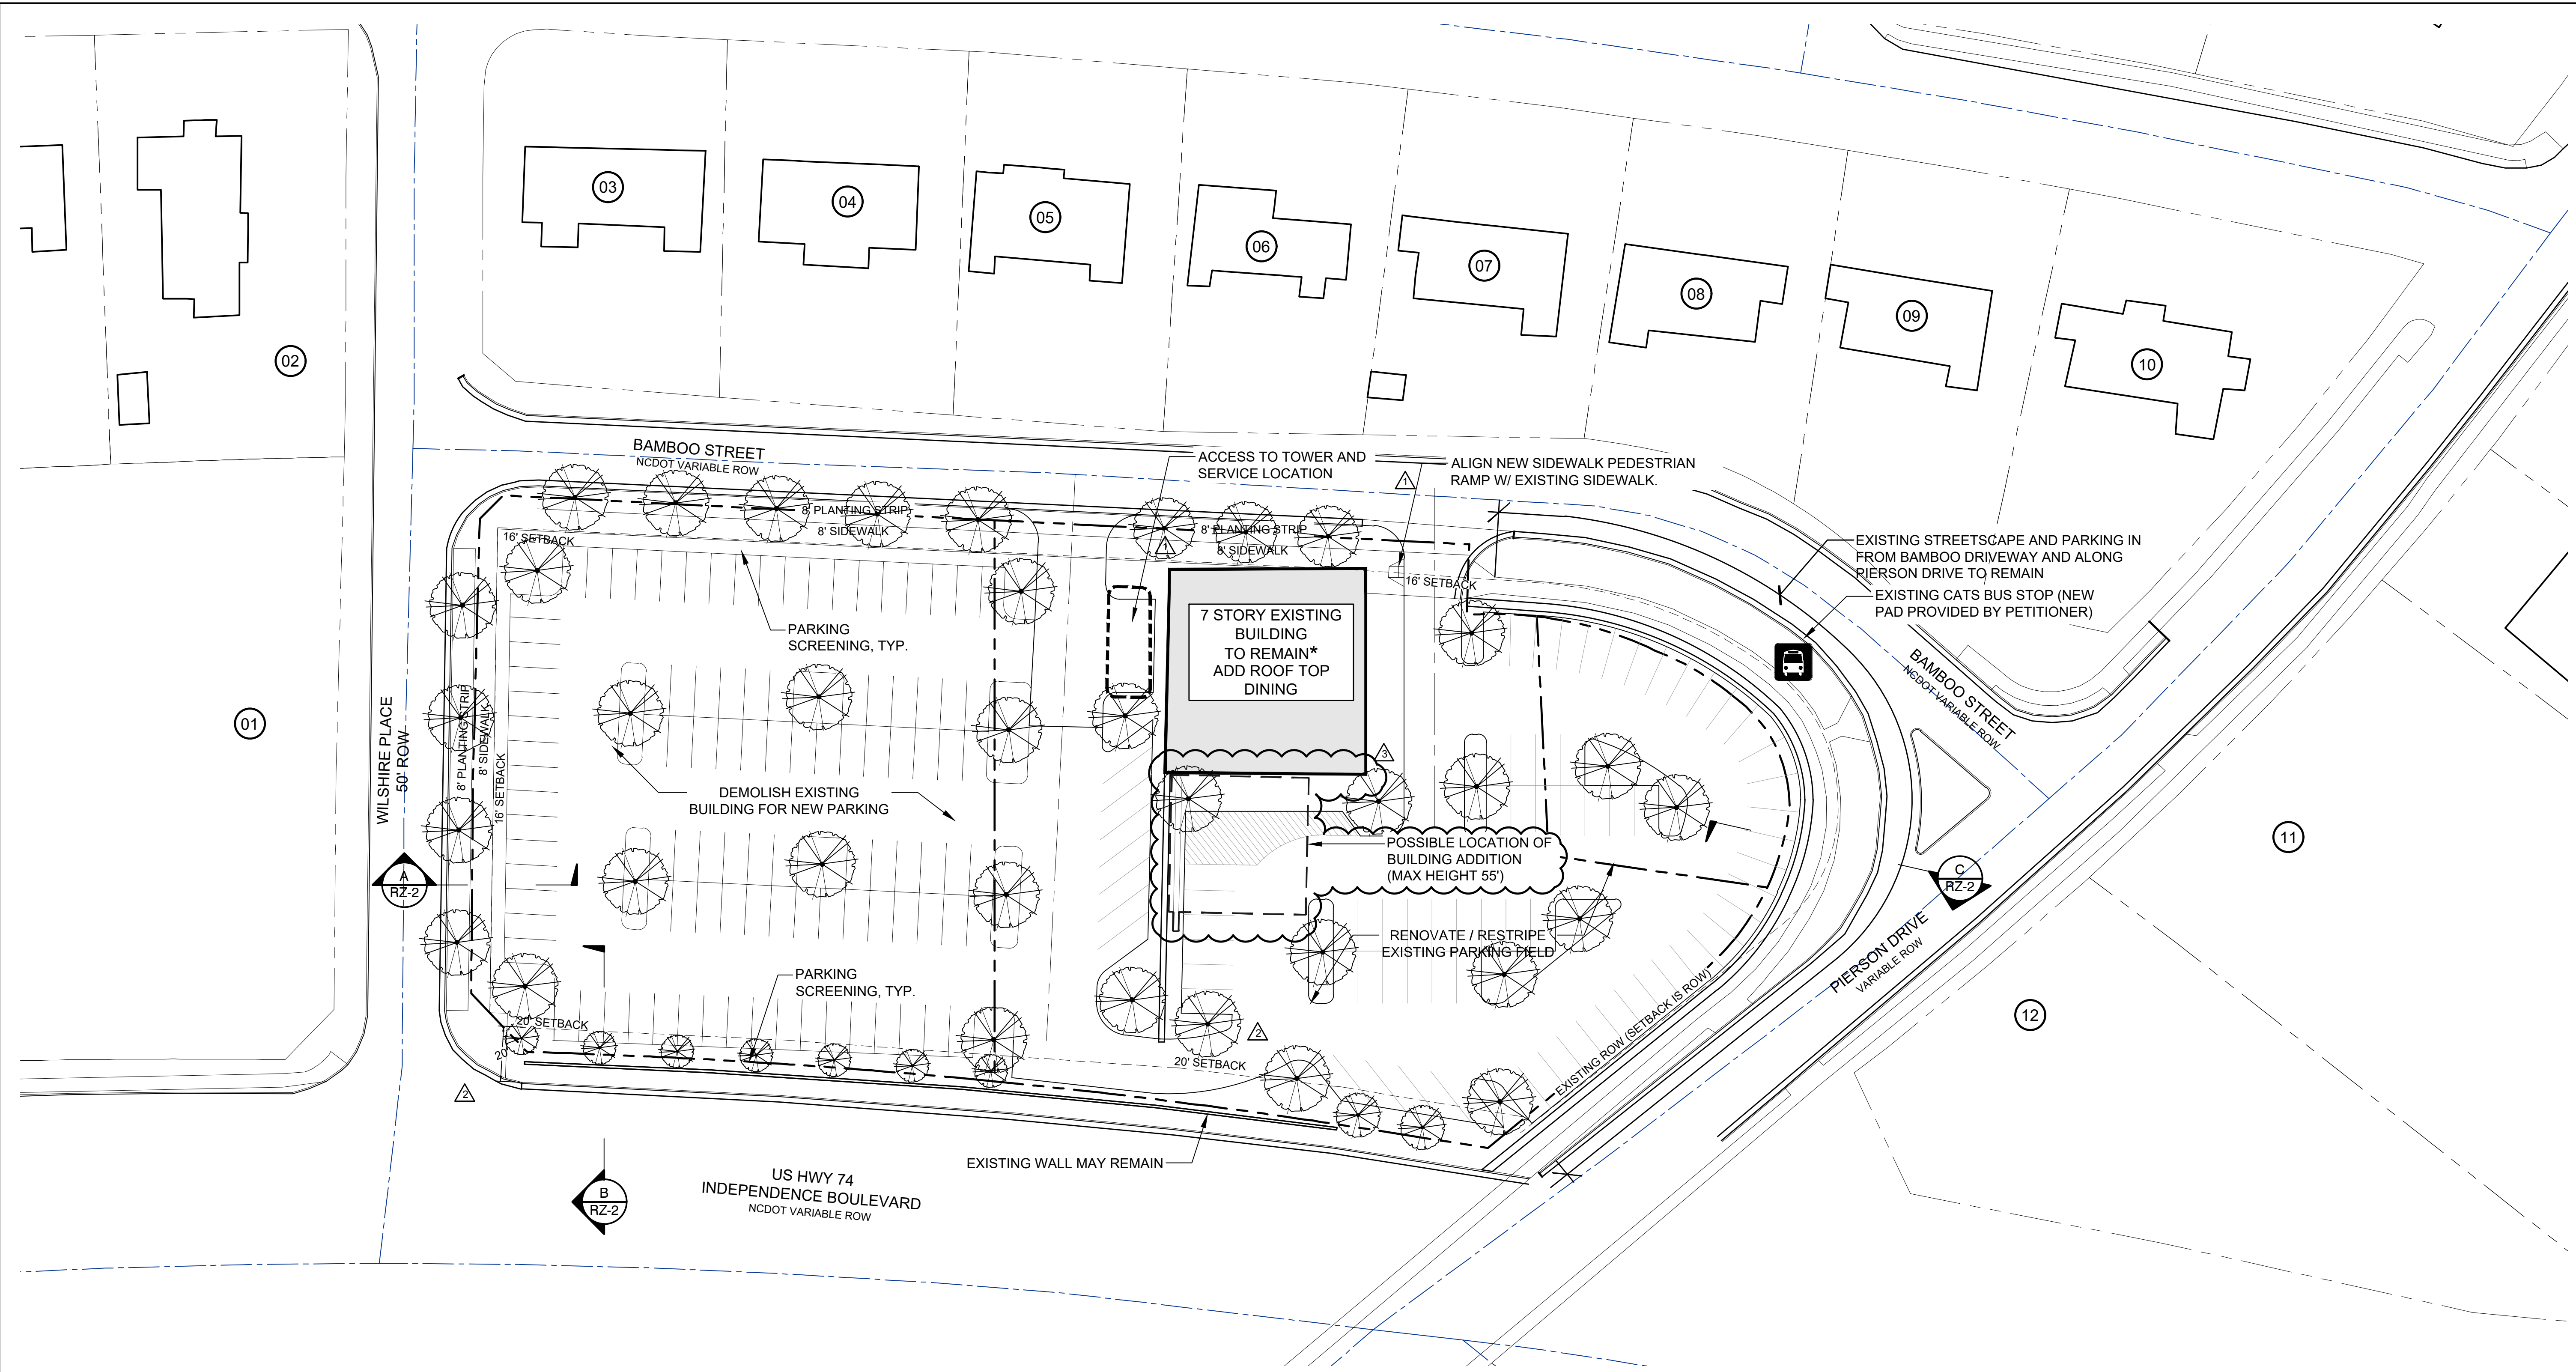 03
04
05
06
07
08
09
10
02
01
11
12
BAMBOO STREET
NCDOT VARIABLE ROW
ACCESS TO TOWER AND
SERVICE LOCATION
1
ALIGN NEW SIDEWALK PEDESTRIAN
RAMP W/ EXISTING SIDEWALK.
8' PLANTING STRIP
8' SIDEWALK
16' SETBACK
8' PLANTING STRIP
1
8' SIDEWALK
16' SETBACK
EXISTING STREETSCAPE AND PARKING IN
FROM BAMBOO DRIVEWAY AND ALONG
PIERSON DRIVE TO REMAIN
EXISTING CATS BUS STOP (NEW
PAD PROVIDED BY PETITIONER)
PARKING
SCREENING, TYP.
7 STORY EXISTING
BUILDING
TO REMAIN*
ADD ROOF TOP
DINING
BAMBOO STREET
NCDOT VARIABLE ROW
WILSHIRE PLACE
50' ROW
8' PLANTING STRIP
8' SIDEWALK
16' SETBACK
3
DEMOLISH EXISTING
BUILDING FOR NEW PARKING
POSSIBLE LOCATION OF
BUILDING ADDITION
(MAX HEIGHT 55')
A
RZ-2
C
RZ-2
RENOVATE / RESTRIPE
EXISTING PARKING FIELD
PIERSON DRIVE
VARIABLE ROW
PARKING
SCREENING, TYP.
EXISTING ROW (SETBACK IS ROW)
20' SETBACK
20'
2
20' SETBACK
2
EXISTING WALL MAY REMAIN
B
RZ-2
US HWY 74
INDEPENDENCE BOULEVARD
NCDOT VARIABLE ROW